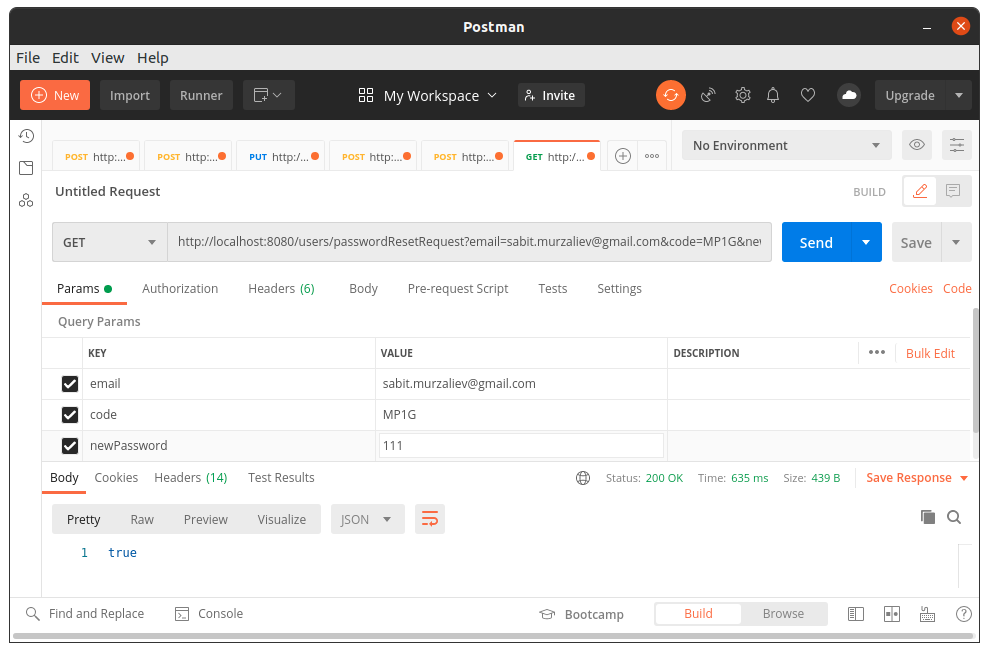 Postman
File Edit View Help
New Import Runner My Workspace Invite Upgrade
POST http:... POST http:... PUT http:/... POST http:... POST http:... GET http:/... No Environment
Untitled Request BUILD
GET http://localhost:8080/users/passwordResetRequest?email=sabit.murzaliev@gmail.com&code=MP1G&nev Send Save
Params Authorization Headers (6) Body Pre-request Script Tests Settings Cookies Code
Query Params
KEY VALUE DESCRIPTION Bulk Edit
email sabit.murzaliev@gmail.com
code MP1G
newPassword 111
Body Cookies Headers (14) Test Results Status: 200 OK Time: 635 ms Size: 439 B Save Response
Pretty Raw Preview Visualize JSON
1 true
Find and Replace Console Bootcamp Build Browse